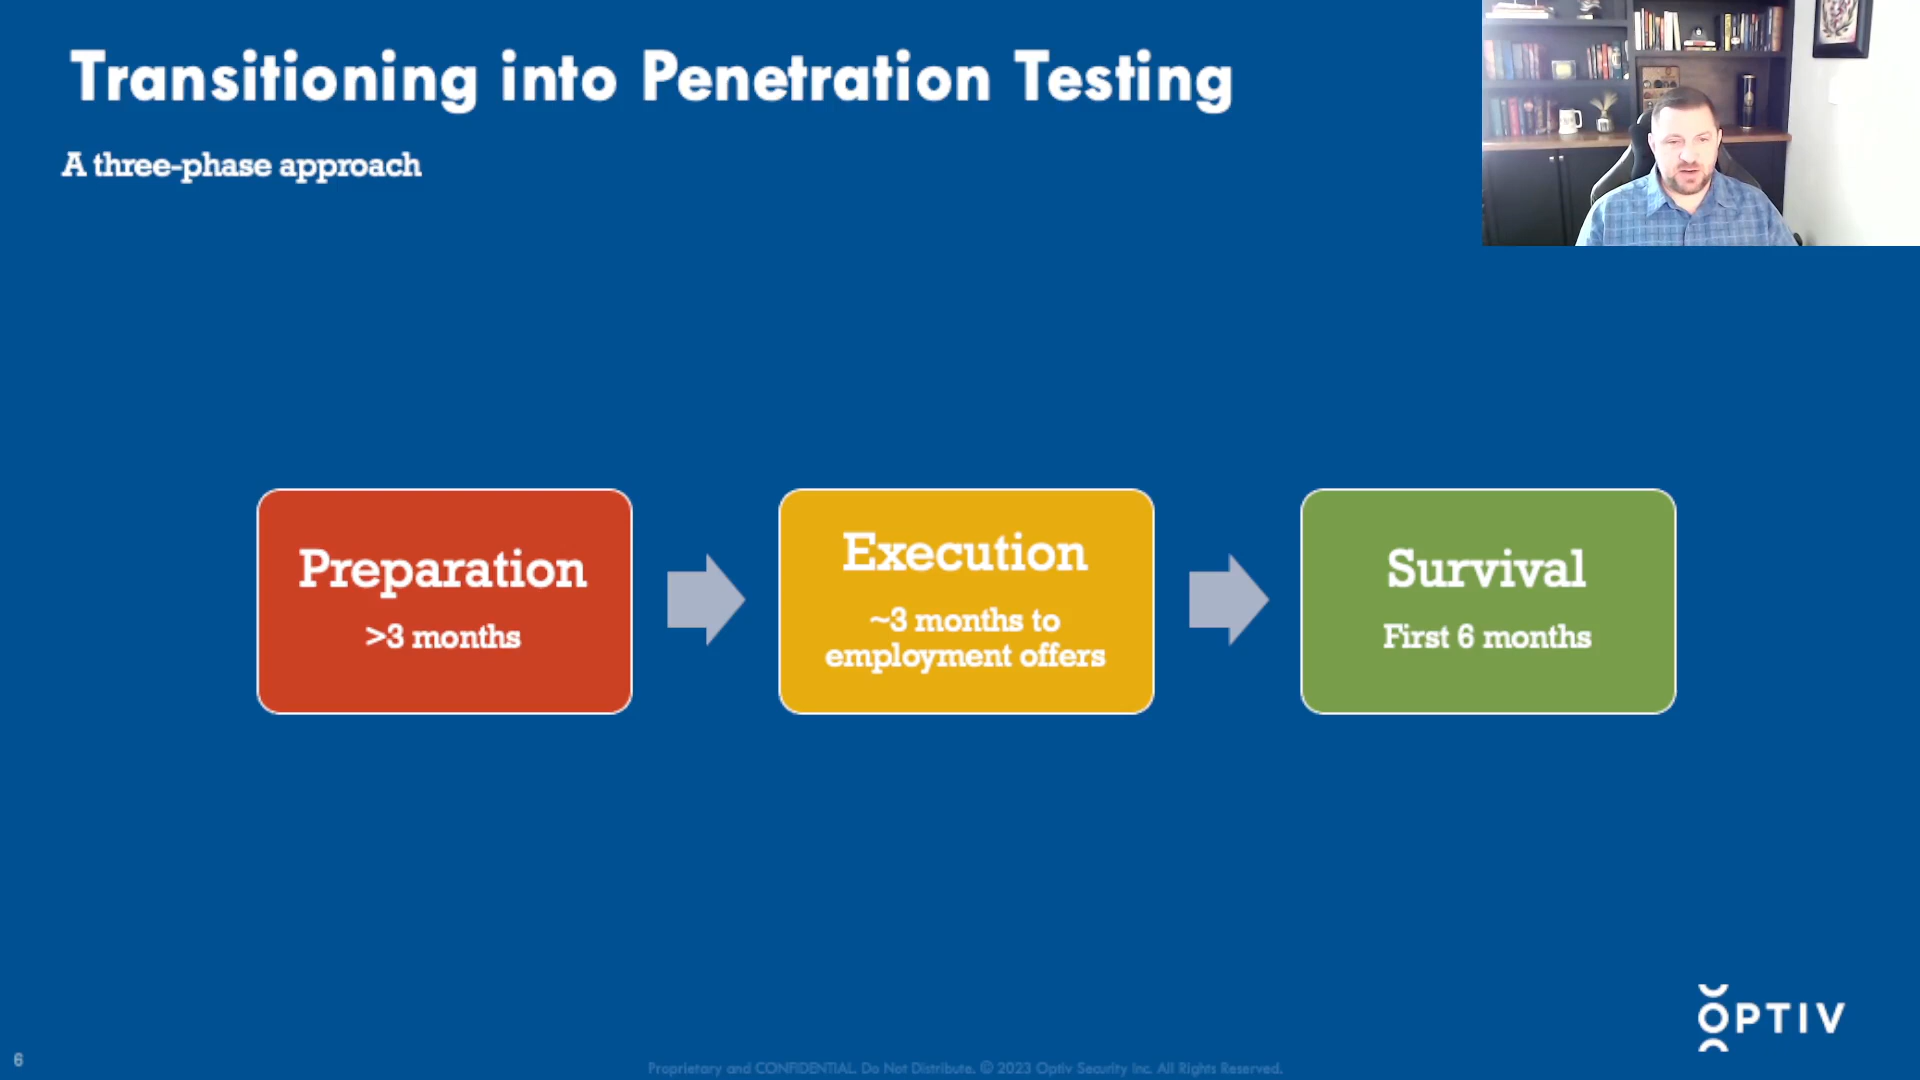 Transitioning into Penetration Testing
A three-phase approach
Preparation
>3 months
Execution
~3 months to
employment offers
Survival
First 6 months
OPTIV
6
Proprietary and CONFIDENTIAL. Do Not Distribute. © 2023 Optiv Security Inc. All Rights Reserved.